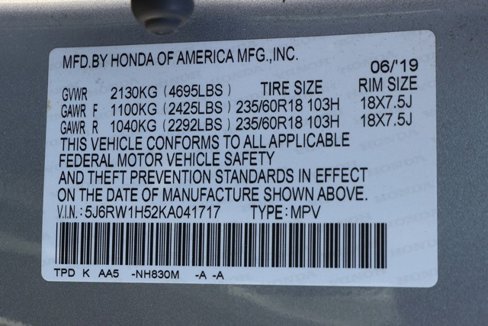 MFD.BY HONDA OF AMERICA MFG.,INC.
06/'19
GVWR 2130KG (4695LBS) TIRE SIZE RIM SIZE
GAWR F 1100KG (2425LBS) 235/60R18 103H 18X7.5J
GAWR R 1040KG (2292LBS) 235/60R18 103H 18X7.5J
THIS VEHICLE CONFORMS TO ALL APPLICABLE
FEDERAL MOTOR VEHICLE SAFETY
AND THEFT PREVENTION STANDARDS IN EFFECT
ON THE DATE OF MANUFACTURE SHOWN ABOVE.
V.I.N.: 5J6RW1H52KA041717 TYPE: MPV
TPD K AA5 -NH830M -A -A